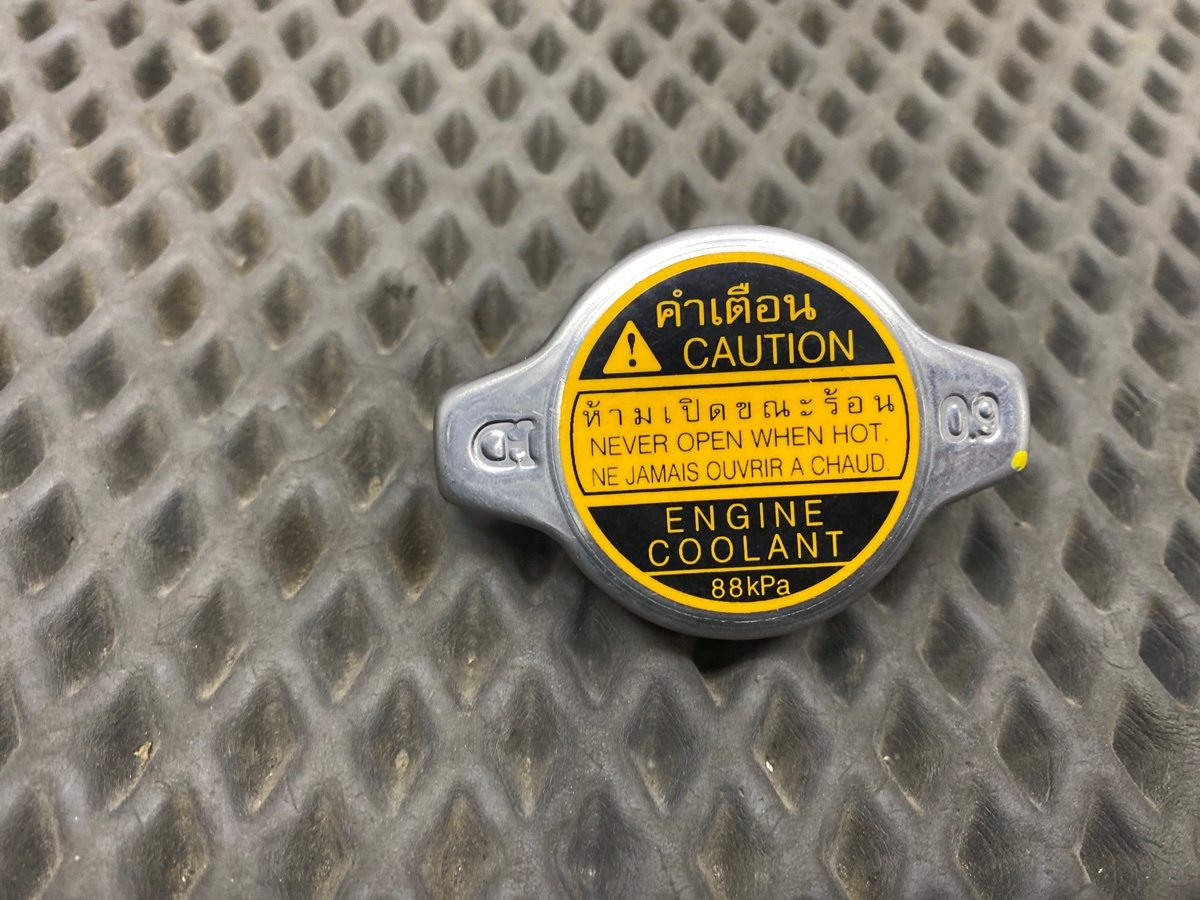 คำเตือน
CAUTION
ห้ามเปิดขณะร้อน
NEVER OPEN WHEN HOT.
NE JAMAIS OUVRIR A CHAUD.
0.9
ENGINE
COOLANT
88kPa